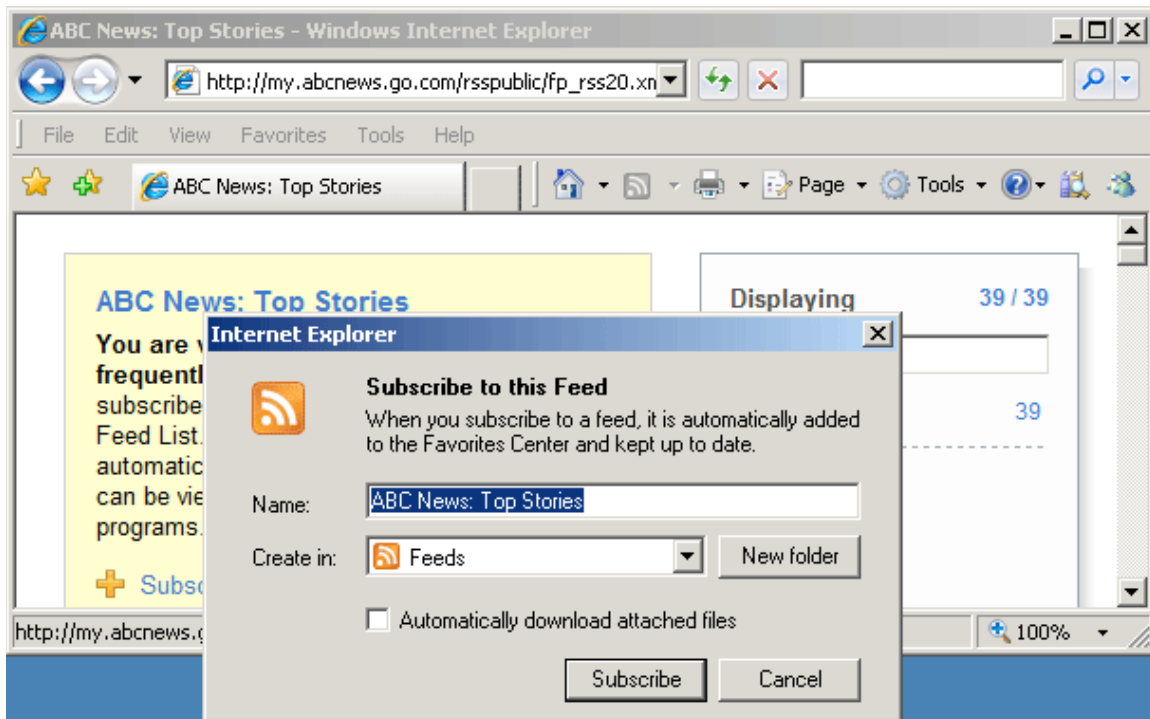 ABC News: Top Stories - Windows Internet Explorer
http://my.abcnews.go.com/rsspublic/fp_rss20.xn
File Edit View Favorites Tools Help
ABC News: Top Stories
Page Tools
ABC News: Top Stories
Displaying 39 / 39
You are
frequentl
subscribe
Feed List.
automatic
can be vie
programs.
Subsc
39
Internet Explorer
Subscribe to this Feed
When you subscribe to a feed, it is automatically added
to the Favorites Center and kept up to date.
Name: ABC News: Top Stories
Create in: Feeds New folder
Automatically download attached files
Subscribe Cancel
http://my.abcnews.g
100%